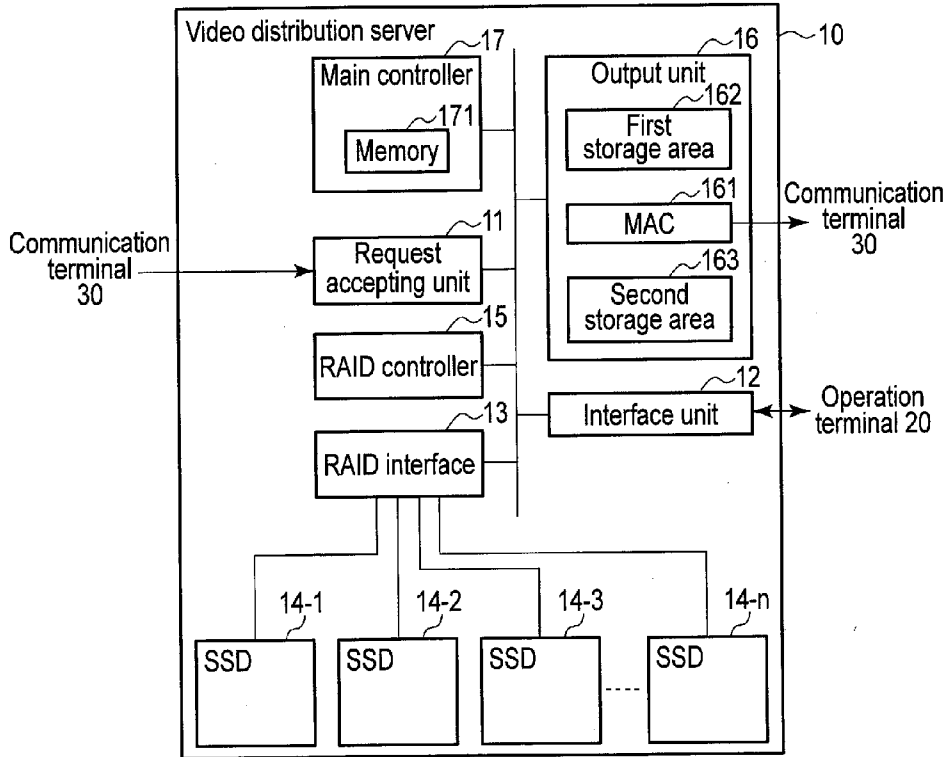 Video distribution server
10
17
Main controller
171
Memory
16
Output unit
162
First
storage area
161
MAC
Communication
terminal
30
163
Second
storage area
Communication
terminal
30
11
Request
accepting unit
15
RAID controller
12
Interface unit
Operation
terminal 20
13
RAID interface
14-1
SSD
14-2
SSD
14-3
SSD
14-n
SSD